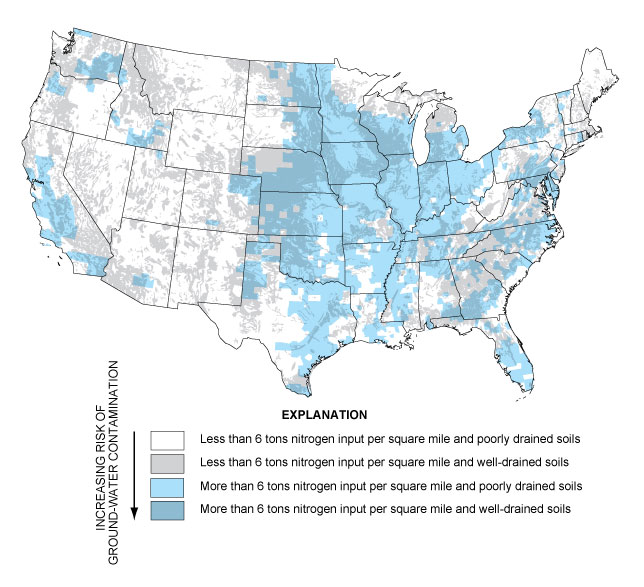 EXPLANATION
INCREASING RISK OF
GROUND-WATER CONTAMINATION
Less than 6 tons nitrogen input per square mile and poorly drained soils
Less than 6 tons nitrogen input per square mile and well-drained soils
More than 6 tons nitrogen input per square mile and poorly drained soils
More than 6 tons nitrogen input per square mile and well-drained soils